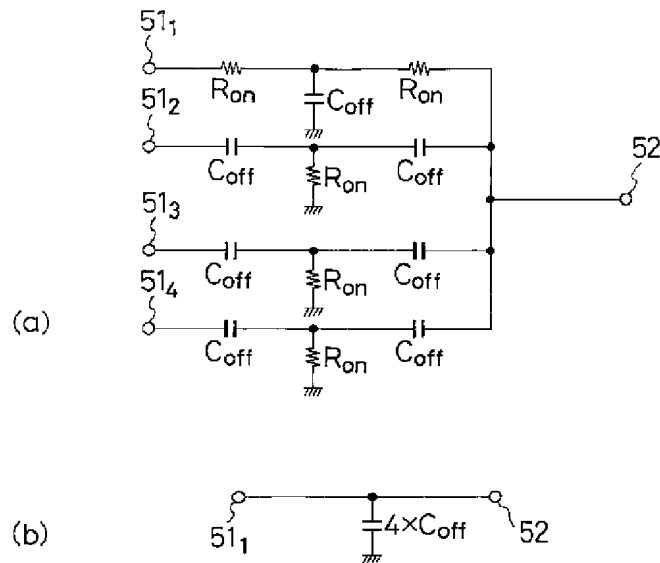 51₁
R_on R_on
C_off
51₂
C_off C_off
R_on
52
51₃
C_off C_off
R_on
51₄
(a)
C_off C_off
R_on
(b)
51₁
4×C_off
52